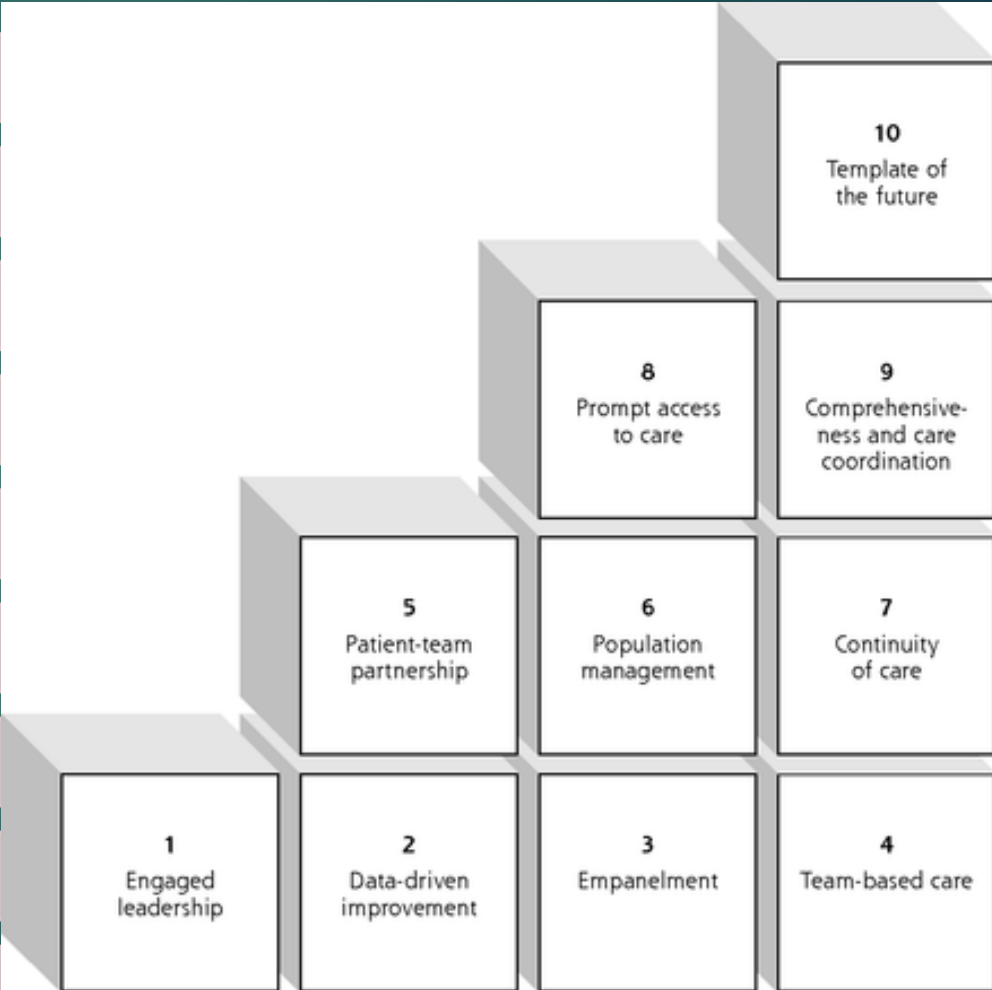 10
Template of
the future
8
Prompt access
to care
9
Comprehensive-
ness and care
coordination
5
Patient-team
partnership
6
Population
management
7
Continuity
of care
1
Engaged
leadership
2
Data-driven
improvement
3
Empanelment
4
Team-based care